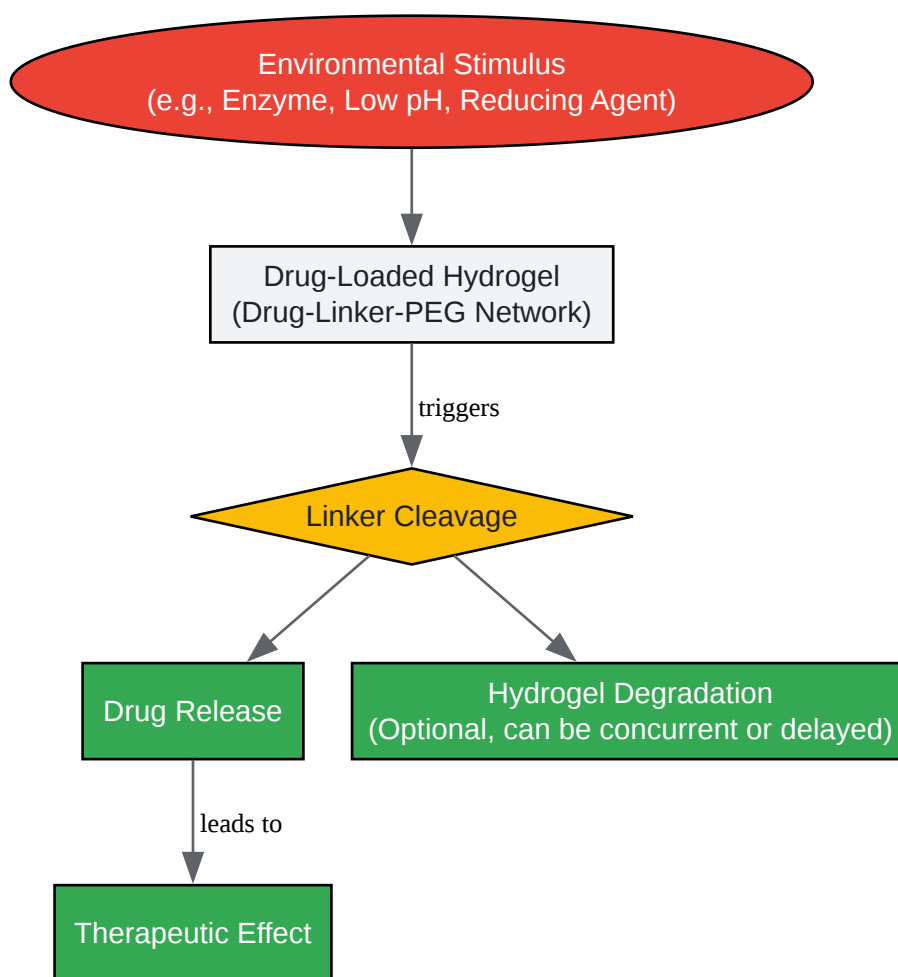 Environmental Stimulus
(e.g., Enzyme, Low pH, Reducing Agent)
Drug-Loaded Hydrogel
(Drug-Linker-PEG Network)
triggers
Linker Cleavage
Drug Release
Hydrogel Degradation
(Optional, can be concurrent or delayed)
leads to
Therapeutic Effect